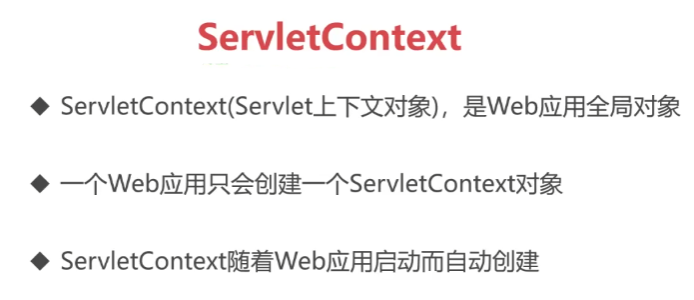 ServletContext
◆ ServletContext(Servlet上下文对象)，是Web应用全局对象
◆ 一个Web应用只会创建一个ServletContext对象
◆ ServletContext随着Web应用启动而自动创建